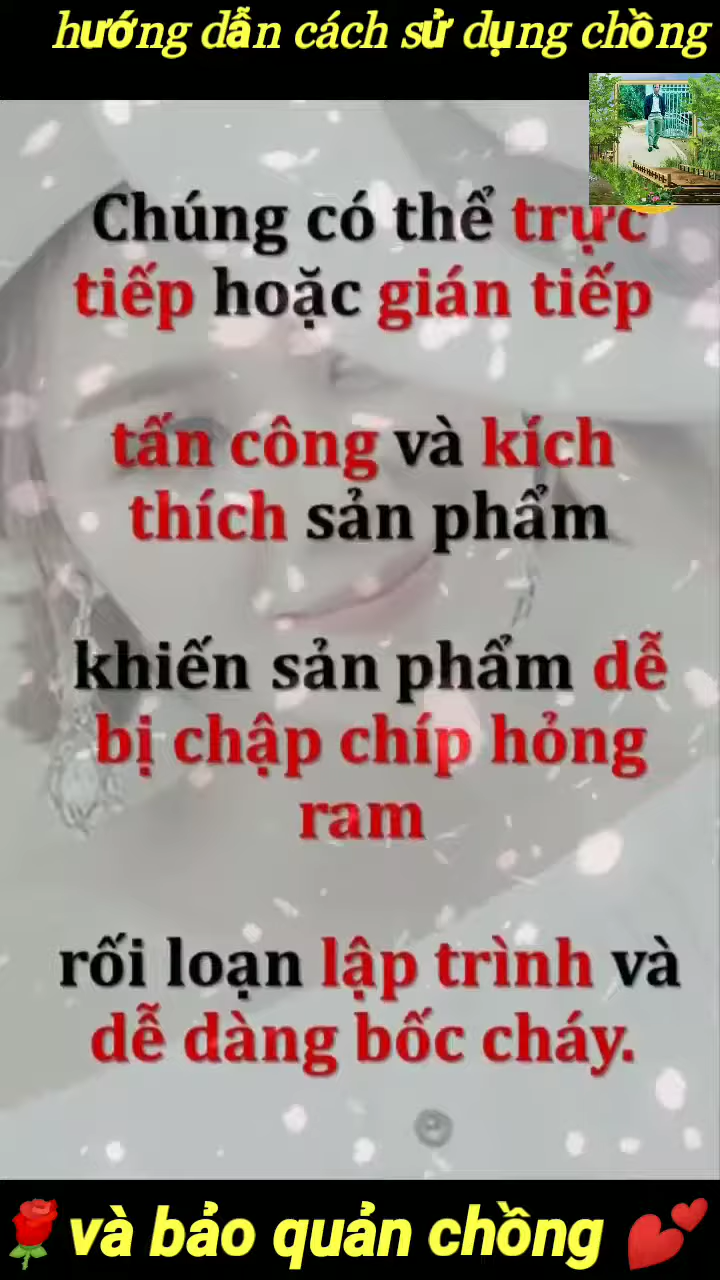 hướng dẫn cách sử dụng chồng
Chúng có thể trực
tiếp hoặc gián tiếp
tấn công và kích
thích sản phẩm
khiến sản phẩm dễ
bị chập chíp hỏng
ram
rối loạn lập trình và
dễ dàng bốc cháy.
🌹và bảo quản chồng 💕